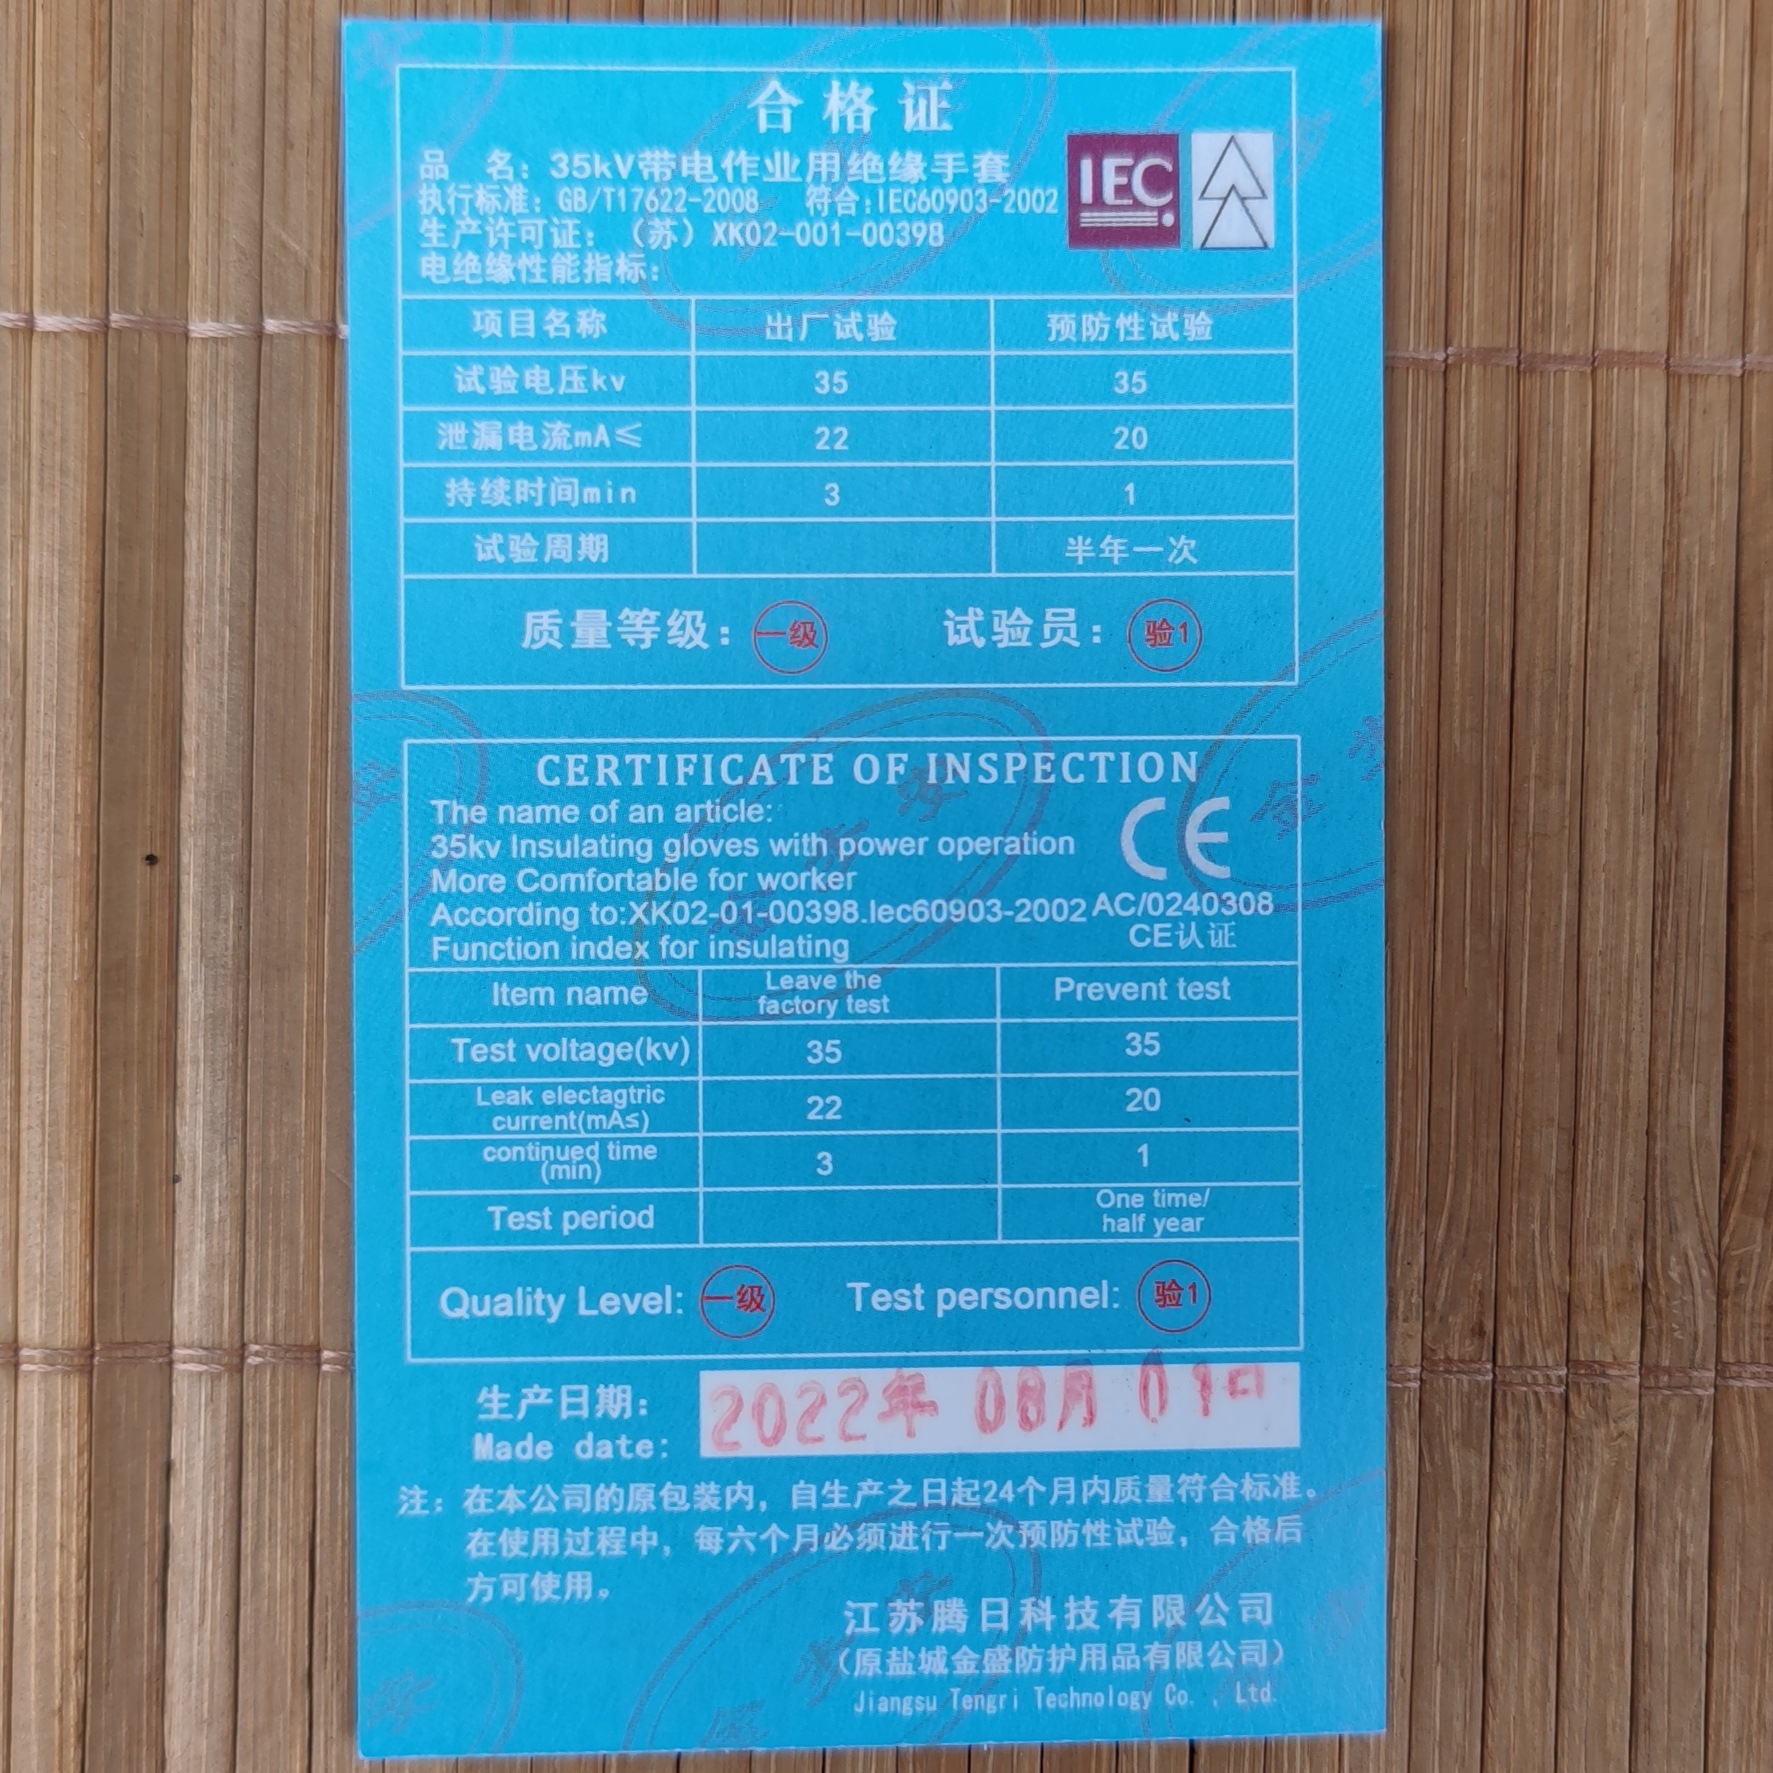 合格证
品 名：35kV带电作业用绝缘手套
执行标准：GB/T17622-2008 符合：IEC60903-2002
生产许可证：（苏）XK02-001-00398
电绝缘性能指标：
IEC
项目名称 出厂试验 预防性试验
试验电压kv 35 35
泄漏电流mA≤ 22 20
持续时间min 3 1
试验周期 半年一次
质量等级：一级 试验员：验1
CERTIFICATE OF INSPECTION
The name of an article:
35kv Insulating gloves with power operation
More Comfortable for worker
According to:XK02-01-00398.Iec60903-2002
Function index for insulating
CE
AC/0240308
CE认证
Item name Leave the factory test Prevent test
Test voltage(kv) 35 35
Leak electagtric current(mA≤) 22 20
continued time (min) 3 1
Test period One time/ half year
Quality Level: 一级 Test personnel: 验1
生产日期： 2022年 08月 01日
Made date:
注：在本公司的原包装内，自生产之日起24个月内质量符合标准。
在使用过程中，每六个月必须进行一次预防性试验，合格后
方可使用。
江苏腾日科技有限公司
（原盐城金盛防护用品有限公司）
Jiangsu Tengri Technology Co. , Ltd.